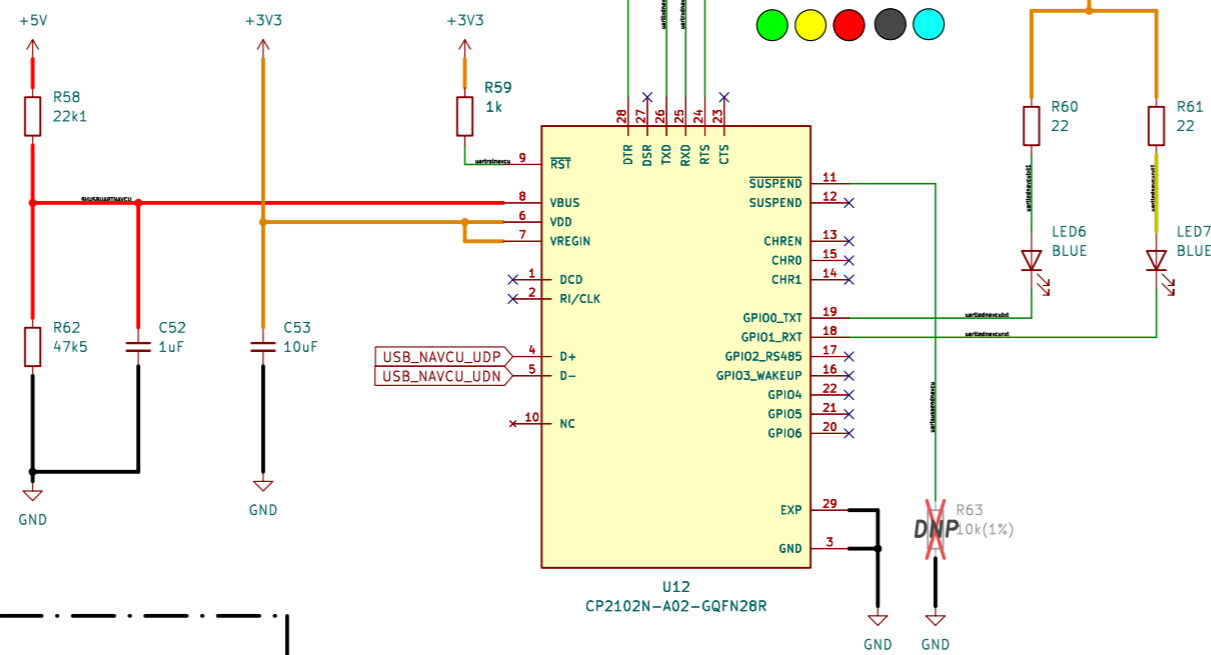 +5V
+3V3
+3V3
R58
22k1
R59
1k
R60
22
R61
22
28
27
26
25
24
23
DTR
DSR
TXD
RXD
RTS
CTS
9
RST
8
VBUS
6
VDD
7
VREGIN
1
DCD
2
RI/CLK
USB_NAVCU_UDP
4
D+
USB_NAVCU_UDN
5
D-
10
NC
SUSPEND
11
SUSPEND
12
CHREN
13
CHR0
15
CHR1
14
GPIO0_TXT
19
GPIO1_RXT
18
GPIO2_RS485
17
GPIO3_WAKEUP
16
GPIO4
22
GPIO5
21
GPIO6
20
EXP
29
GND
3
LED6
BLUE
LED7
BLUE
R62
47k5
C52
1uF
C53
10uF
GND
GND
R63
10k(1%)
DNP
U12
CP2102N-A02-GQFN28R
GND
GND